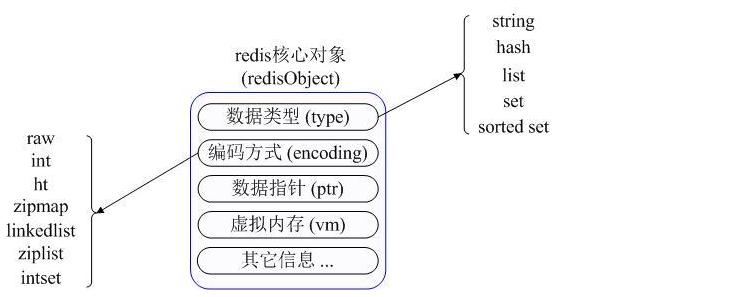 redis核心对象
(redisObject)
数据类型 (type)
编码方式 (encoding)
数据指针 (ptr)
虚拟内存 (vm)
其它信息 ...
string
hash
list
set
sorted set
raw
int
ht
zipmap
linkedlist
ziplist
intset